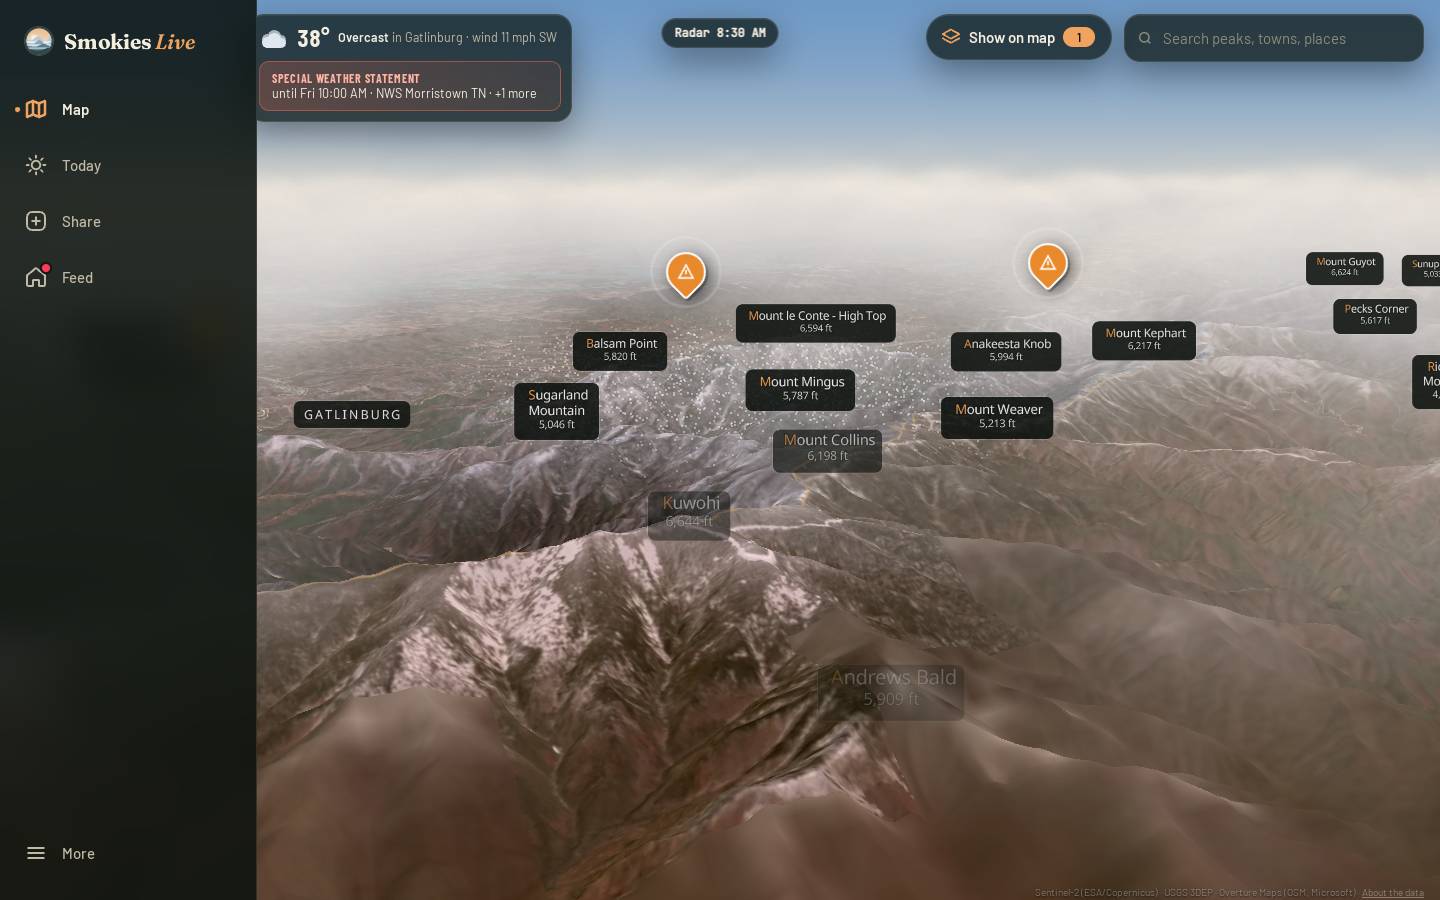 Smokies Live
Map
Today
Share
Feed
More
38° Overcast in Gatlinburg · wind 11 mph SW
SPECIAL WEATHER STATEMENT
until Fri 10:00 AM · NWS Morristown TN · +1 more
Radar 8:30 AM
Show on map 1
Search peaks, towns, places
Mount Guyot
6,624 ft
Sunup
5,03
Pecks Corner
5,617 ft
Mount le Conte - High Top
6,594 ft
Balsam Point
5,820 ft
Anakeesta Knob
5,994 ft
Mount Kephart
6,217 ft
Mount Mingus
5,787 ft
Sugarland
Mountain
5,046 ft
GATLINBURG
Mount Weaver
5,213 ft
Mount Collins
6,198 ft
Kuwohi
6,644 ft
Andrews Bald
5,909 ft
Sentinel-2 (ESA/Copernicus) · USGS 3DEP · Overture Maps (OSM, Microsoft) · About the data